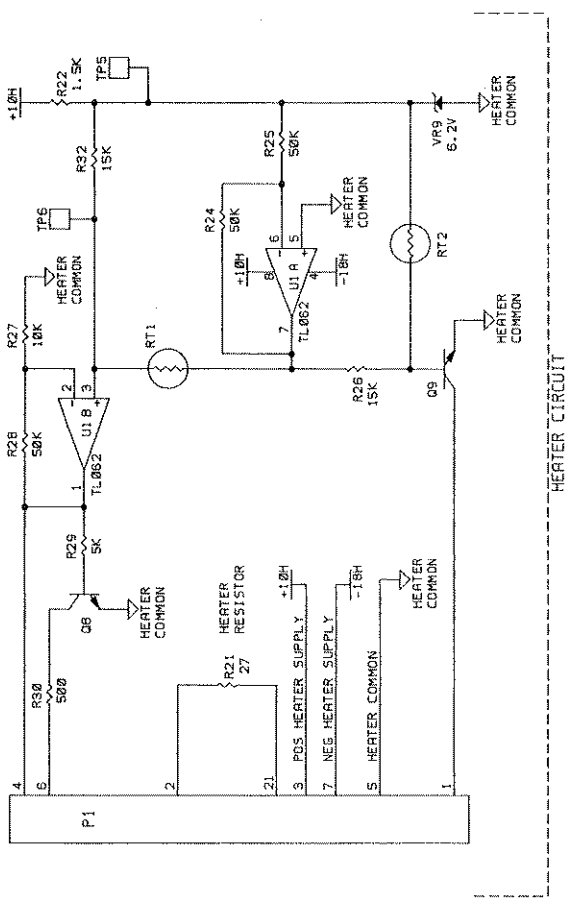 +10H
R28
50K
R27
10K
R22
1.5K
4
R30
500
6
Q8
R29
5K
1
U1 B
TL062
2
3
HEATER
COMMON
TP6
R32
15K
TP5
P1
HEATER
COMMON
RT1
2
R21
27
HEATER
RESISTOR
21
R24
50K
R25
50K
3
POS HEATER SUPPLY
+10H
7
NEG HEATER SUPPLY
-18H
+10H
8
7
U1 A
TL062
6
5
4
-18H
HEATER
COMMON
5
HEATER COMMON
HEATER
COMMON
R26
15K
RT2
VR9
6.2V
1
Q9
HEATER
COMMON
HEATER
COMMON
HEATER CIRCUIT